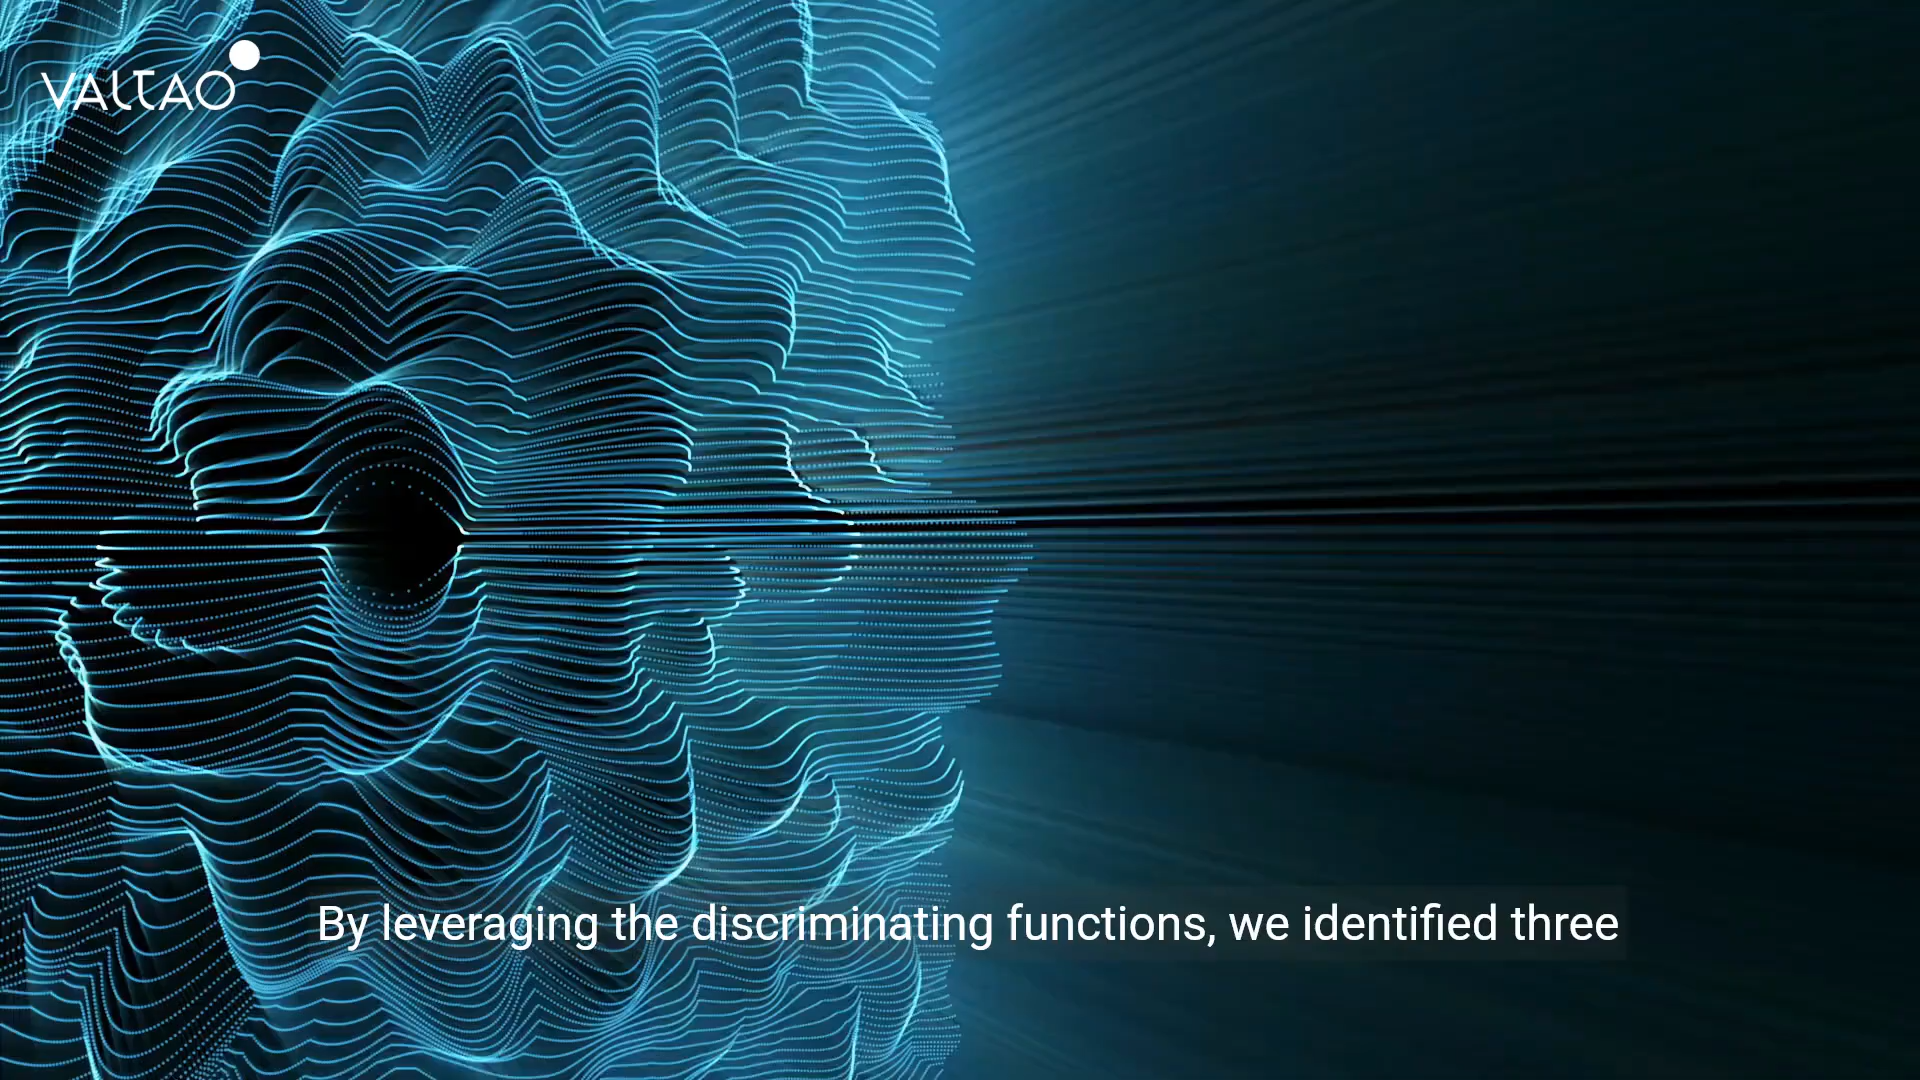 VALTAO
By leveraging the discriminating functions, we identified three